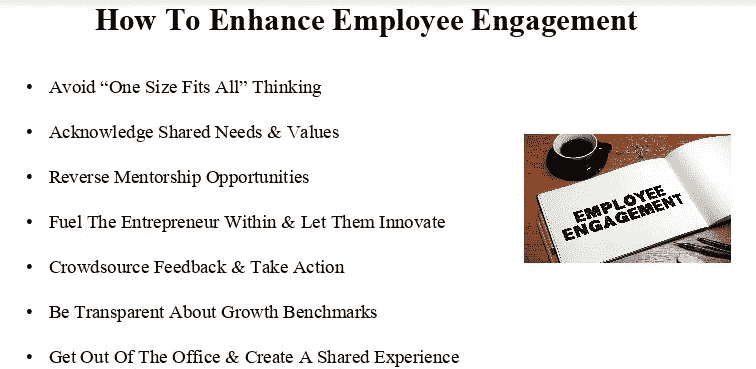 How To Enhance Employee Engagement
• Avoid “One Size Fits All” Thinking
• Acknowledge Shared Needs & Values
• Reverse Mentorship Opportunities
• Fuel The Entrepreneur Within & Let Them Innovate
• Crowdsource Feedback & Take Action
• Be Transparent About Growth Benchmarks
• Get Out Of The Office & Create A Shared Experience
EMPLOYEE
ENGAGEMENT